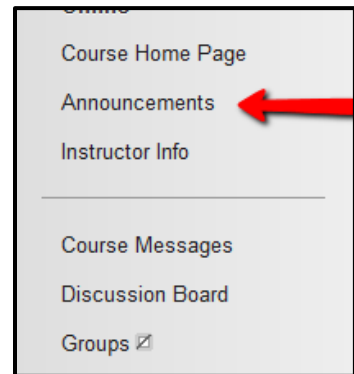 Course Home Page
Announcements
Instructor Info
Course Messages
Discussion Board
Groups